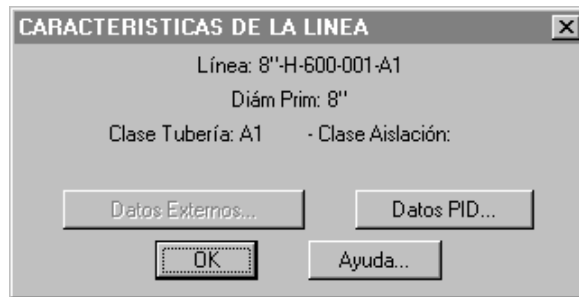 CARACTERISTICAS DE LA LINEA
Línea: 8"-H-600-001-A1
Diám Prim: 8"
Clase Tubería: A1 - Clase Aislación:
Datos Externos... Datos PID...
OK Ayuda...